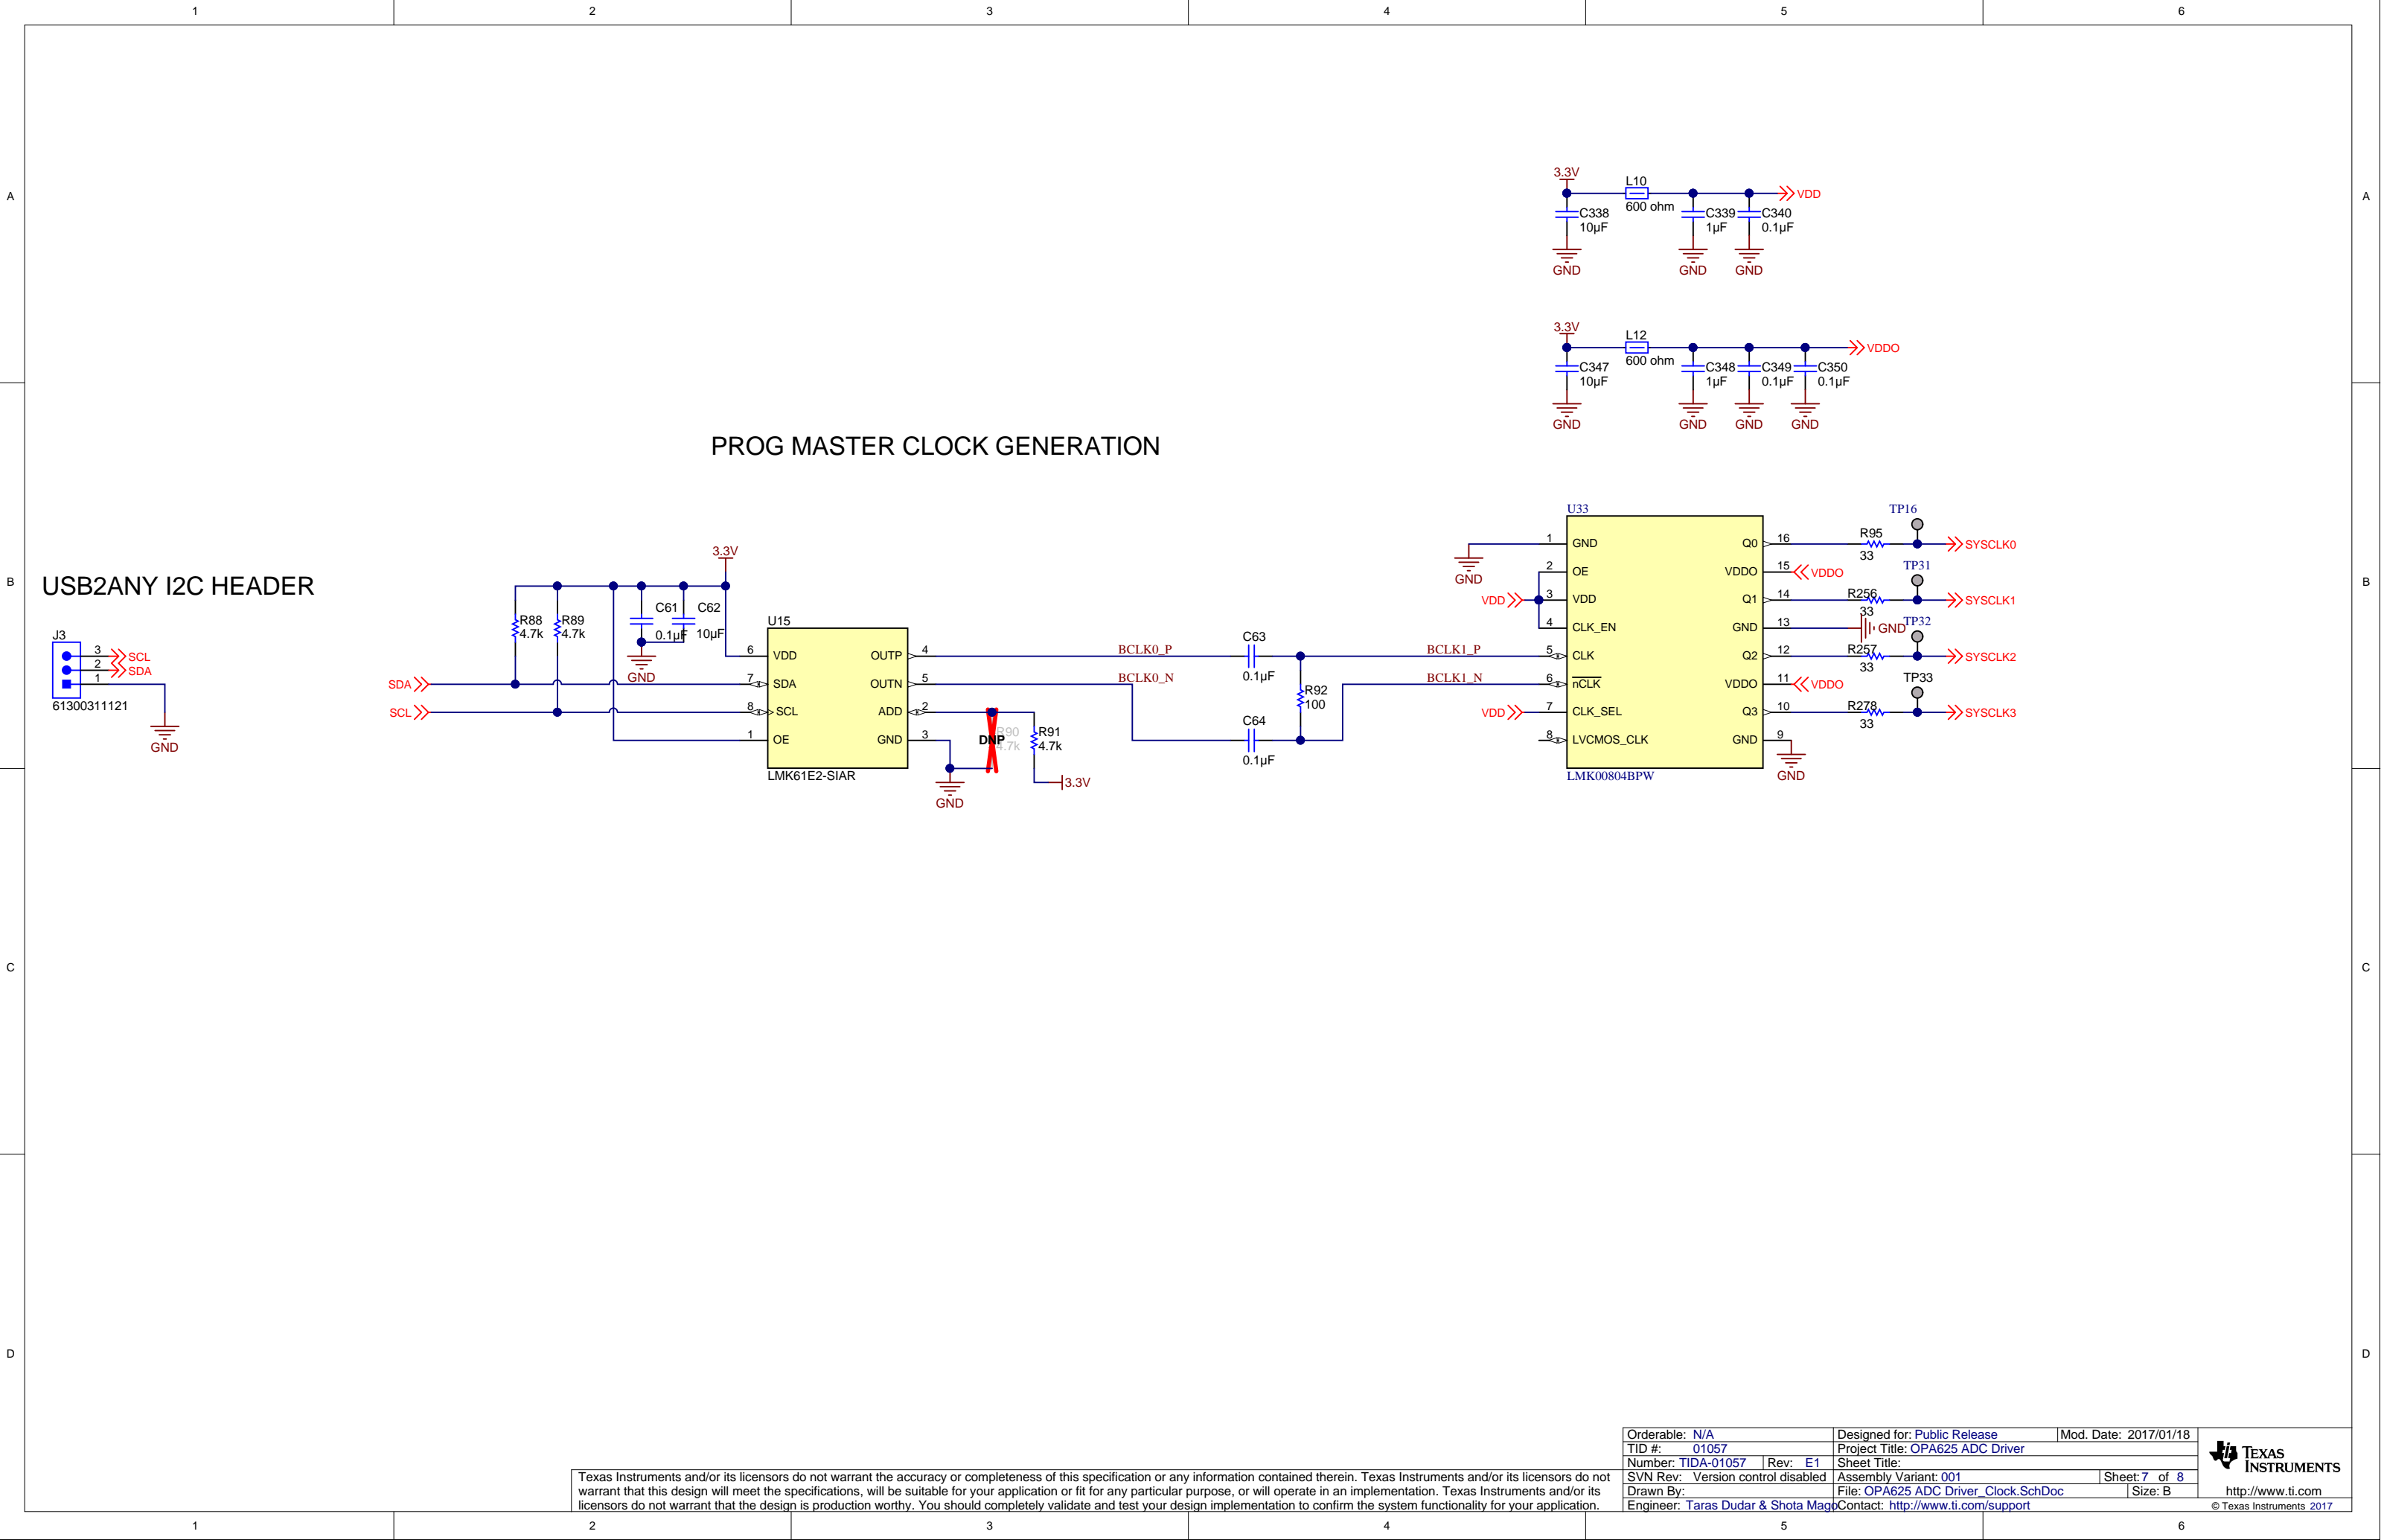 1 2 3 4 5 6
A A
3.3V
L10
600 ohm
VDD
C338
10µF
C339
1µF
C340
0.1µF
GND GND GND
3.3V
L12
600 ohm
VDDO
C347
10µF
C348
1µF
C349
0.1µF
C350
0.1µF
GND GND GND GND
PROG MASTER CLOCK GENERATION
B B
USB2ANY I2C HEADER
J3
3 SCL
2 SDA
1
61300311121
GND
3.3V
R88
4.7k
R89
4.7k
C61
0.1µF
C62
10µF
GND
SDA
SCL
U15
6 VDD
7 SDA
8 SCL
1 OE
OUTP 4
OUTN 5
ADD 2
GND 3
LMK61E2-SIAR
GND
DNP
R90
4.7k
R91
4.7k
3.3V
BCLK0_P
BCLK0_N
C63
0.1µF
C64
0.1µF
R92
100
BCLK1_P
BCLK1_N
GND
VDD
VDD
U33
1 GND
2 OE
3 VDD
4 CLK_EN
5 CLK
6 nCLK
7 CLK_SEL
8 LVCMOS_CLK
Q0 16
VDDO 15
Q1 14
GND 13
Q2 12
VDDO 11
Q3 10
GND 9
LMK00804BPW
TP16
R95
33
SYSCLK0
VDDO
TP31
R256
33
SYSCLK1
GND
TP32
R257
33
SYSCLK2
VDDO
TP33
R278
33
SYSCLK3
GND
C C
D D
Texas Instruments and/or its licensors do not warrant the accuracy or completeness of this specification or any information contained therein. Texas Instruments and/or its licensors do not
warrant that this design will meet the specifications, will be suitable for your application or fit for any particular purpose, or will operate in an implementation. Texas Instruments and/or its
licensors do not warrant that the design is production worthy. You should completely validate and test your design implementation to confirm the system functionality for your application.
Orderable: N/A Designed for: Public Release Mod. Date: 2017/01/18
TID #: 01057 Project Title: OPA625 ADC Driver
Number: TIDA-01057 Rev: E1 Sheet Title:
SVN Rev: Version control disabled Assembly Variant: 001 Sheet: 7 of 8
Drawn By: File: OPA625 ADC Driver_Clock.SchDoc Size: B
Engineer: Taras Dudar & Shota Mago Contact: http://www.ti.com/support
TEXAS
INSTRUMENTS
http://www.ti.com
© Texas Instruments 2017
1 2 3 4 5 6